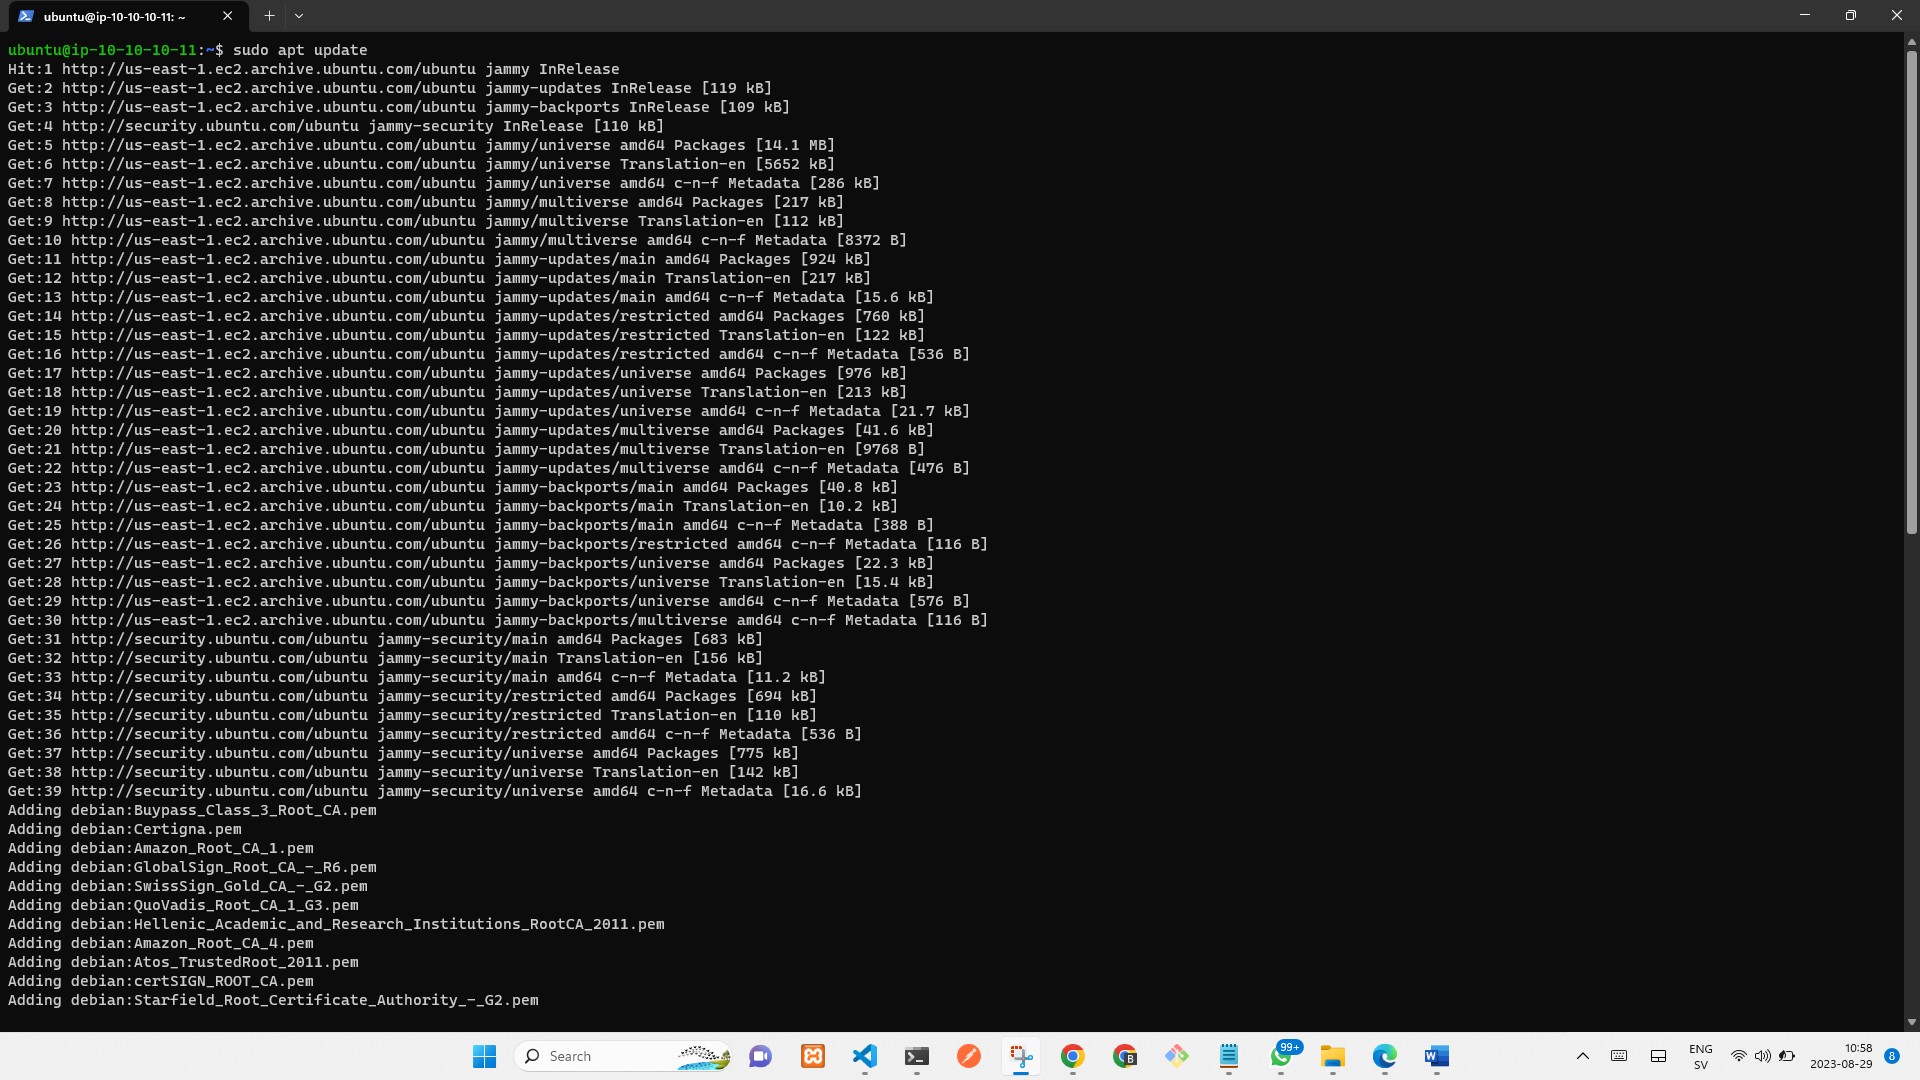 ubuntu@ip-10-10-10-11: ~
ubuntu@ip-10-10-10-11:~$ sudo apt update
Hit:1 http://us-east-1.ec2.archive.ubuntu.com/ubuntu jammy InRelease
Get:2 http://us-east-1.ec2.archive.ubuntu.com/ubuntu jammy-updates InRelease [119 kB]
Get:3 http://us-east-1.ec2.archive.ubuntu.com/ubuntu jammy-backports InRelease [109 kB]
Get:4 http://security.ubuntu.com/ubuntu jammy-security InRelease [110 kB]
Get:5 http://us-east-1.ec2.archive.ubuntu.com/ubuntu jammy/universe amd64 Packages [14.1 MB]
Get:6 http://us-east-1.ec2.archive.ubuntu.com/ubuntu jammy/universe Translation-en [5652 kB]
Get:7 http://us-east-1.ec2.archive.ubuntu.com/ubuntu jammy/universe amd64 c-n-f Metadata [286 kB]
Get:8 http://us-east-1.ec2.archive.ubuntu.com/ubuntu jammy/multiverse amd64 Packages [217 kB]
Get:9 http://us-east-1.ec2.archive.ubuntu.com/ubuntu jammy/multiverse Translation-en [112 kB]
Get:10 http://us-east-1.ec2.archive.ubuntu.com/ubuntu jammy/multiverse amd64 c-n-f Metadata [8372 B]
Get:11 http://us-east-1.ec2.archive.ubuntu.com/ubuntu jammy-updates/main amd64 Packages [924 kB]
Get:12 http://us-east-1.ec2.archive.ubuntu.com/ubuntu jammy-updates/main Translation-en [217 kB]
Get:13 http://us-east-1.ec2.archive.ubuntu.com/ubuntu jammy-updates/main amd64 c-n-f Metadata [15.6 kB]
Get:14 http://us-east-1.ec2.archive.ubuntu.com/ubuntu jammy-updates/restricted amd64 Packages [760 kB]
Get:15 http://us-east-1.ec2.archive.ubuntu.com/ubuntu jammy-updates/restricted Translation-en [122 kB]
Get:16 http://us-east-1.ec2.archive.ubuntu.com/ubuntu jammy-updates/restricted amd64 c-n-f Metadata [536 B]
Get:17 http://us-east-1.ec2.archive.ubuntu.com/ubuntu jammy-updates/universe amd64 Packages [976 kB]
Get:18 http://us-east-1.ec2.archive.ubuntu.com/ubuntu jammy-updates/universe Translation-en [213 kB]
Get:19 http://us-east-1.ec2.archive.ubuntu.com/ubuntu jammy-updates/universe amd64 c-n-f Metadata [21.7 kB]
Get:20 http://us-east-1.ec2.archive.ubuntu.com/ubuntu jammy-updates/multiverse amd64 Packages [41.6 kB]
Get:21 http://us-east-1.ec2.archive.ubuntu.com/ubuntu jammy-updates/multiverse Translation-en [9768 B]
Get:22 http://us-east-1.ec2.archive.ubuntu.com/ubuntu jammy-updates/multiverse amd64 c-n-f Metadata [476 B]
Get:23 http://us-east-1.ec2.archive.ubuntu.com/ubuntu jammy-backports/main amd64 Packages [40.8 kB]
Get:24 http://us-east-1.ec2.archive.ubuntu.com/ubuntu jammy-backports/main Translation-en [10.2 kB]
Get:25 http://us-east-1.ec2.archive.ubuntu.com/ubuntu jammy-backports/main amd64 c-n-f Metadata [388 B]
Get:26 http://us-east-1.ec2.archive.ubuntu.com/ubuntu jammy-backports/restricted amd64 c-n-f Metadata [116 B]
Get:27 http://us-east-1.ec2.archive.ubuntu.com/ubuntu jammy-backports/universe amd64 Packages [22.3 kB]
Get:28 http://us-east-1.ec2.archive.ubuntu.com/ubuntu jammy-backports/universe Translation-en [15.4 kB]
Get:29 http://us-east-1.ec2.archive.ubuntu.com/ubuntu jammy-backports/universe amd64 c-n-f Metadata [576 B]
Get:30 http://us-east-1.ec2.archive.ubuntu.com/ubuntu jammy-backports/multiverse amd64 c-n-f Metadata [116 B]
Get:31 http://security.ubuntu.com/ubuntu jammy-security/main amd64 Packages [683 kB]
Get:32 http://security.ubuntu.com/ubuntu jammy-security/main Translation-en [156 kB]
Get:33 http://security.ubuntu.com/ubuntu jammy-security/main amd64 c-n-f Metadata [11.2 kB]
Get:34 http://security.ubuntu.com/ubuntu jammy-security/restricted amd64 Packages [694 kB]
Get:35 http://security.ubuntu.com/ubuntu jammy-security/restricted Translation-en [110 kB]
Get:36 http://security.ubuntu.com/ubuntu jammy-security/restricted amd64 c-n-f Metadata [536 B]
Get:37 http://security.ubuntu.com/ubuntu jammy-security/universe amd64 Packages [775 kB]
Get:38 http://security.ubuntu.com/ubuntu jammy-security/universe Translation-en [142 kB]
Get:39 http://security.ubuntu.com/ubuntu jammy-security/universe amd64 c-n-f Metadata [16.6 kB]
Adding debian:Buypass_Class_3_Root_CA.pem
Adding debian:Certigna.pem
Adding debian:Amazon_Root_CA_1.pem
Adding debian:GlobalSign_Root_CA_-_R6.pem
Adding debian:SwissSign_Gold_CA_-_G2.pem
Adding debian:QuoVadis_Root_CA_1_G3.pem
Adding debian:Hellenic_Academic_and_Research_Institutions_RootCA_2011.pem
Adding debian:Amazon_Root_CA_4.pem
Adding debian:Atos_TrustedRoot_2011.pem
Adding debian:certSIGN_ROOT_CA.pem
Adding debian:Starfield_Root_Certificate_Authority_-_G2.pem
Search
B
99+
W
ENG
SV
10:58
2023-08-29
8